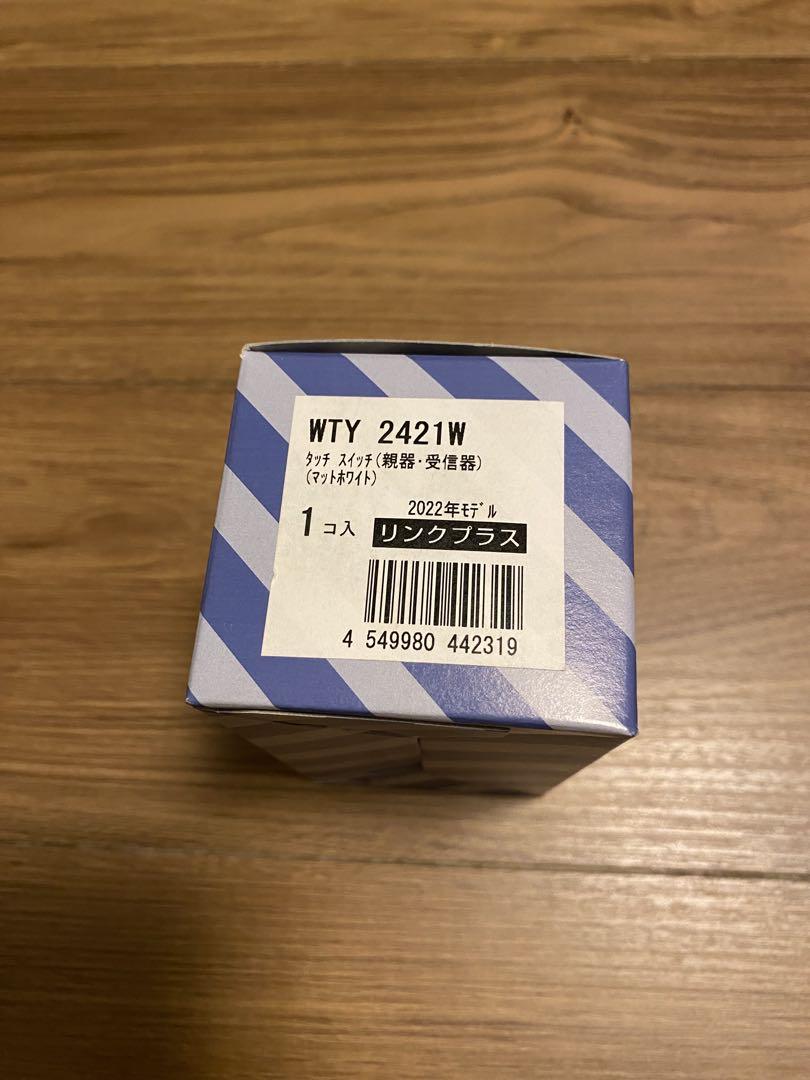 WTY 2421W
ﾀｯﾁ ｽｲｯﾁ(親器･受信器)
(ﾏｯﾄﾎﾜｲﾄ)
2022年ﾓﾃﾞﾙ
1 コ入 リンクプラス
4 549980 442319